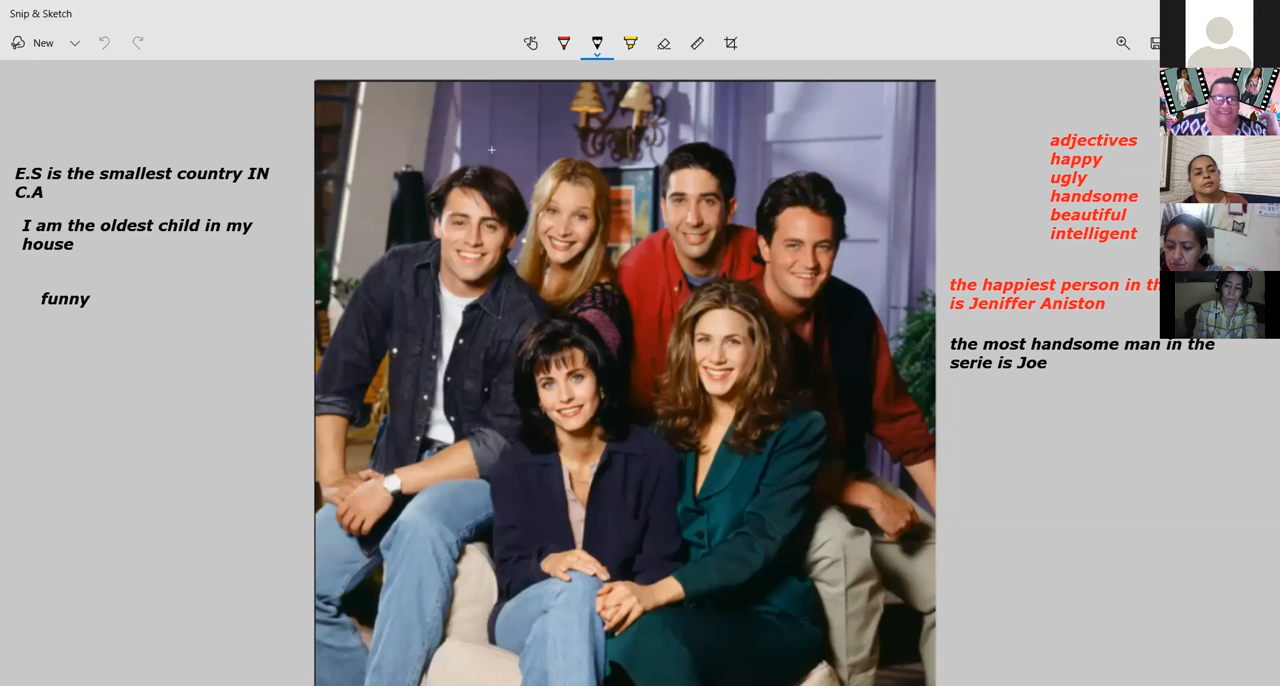 Snip & Sketch
New
E.S is the smallest country IN
C.A
I am the oldest child in my
house
funny
adjectives
happy
ugly
handsome
beautiful
intelligent
the happiest person in
is Jeniffer Aniston
the most handsome man in the
serie is Joe